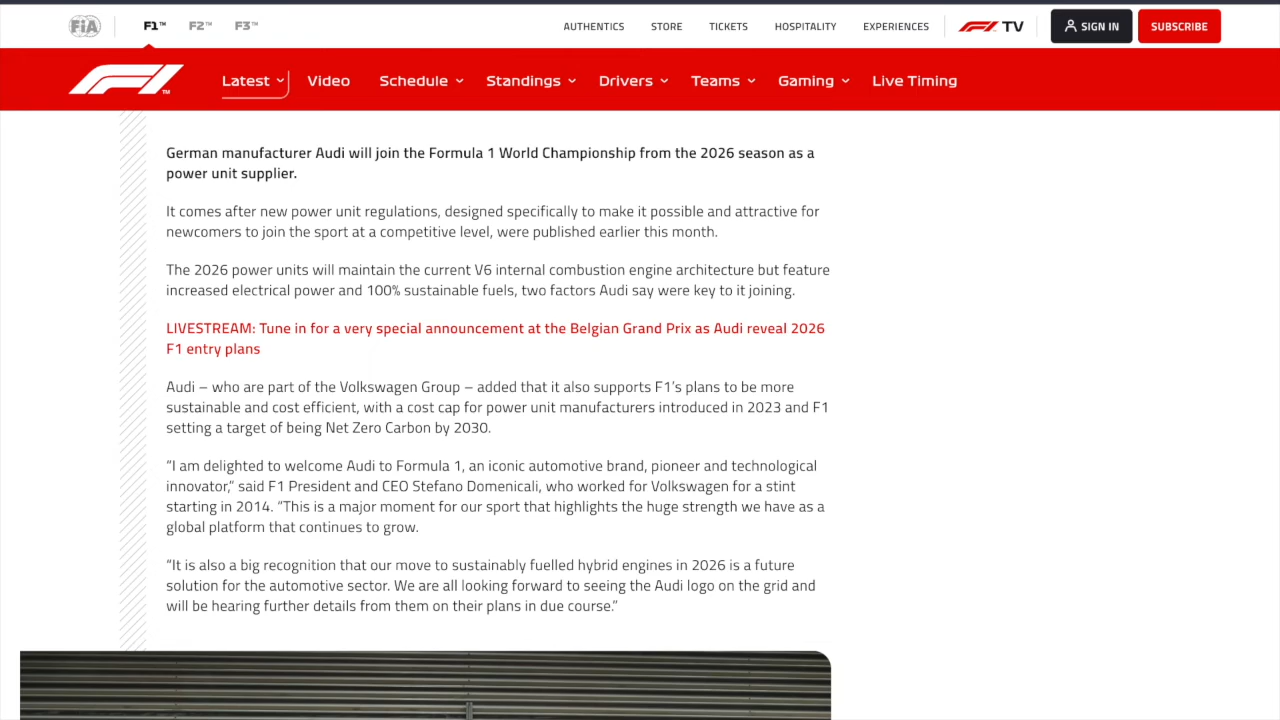 FIA F1™ F2™ F3™ AUTHENTICS STORE TICKETS HOSPITALITY EXPERIENCES F1 TV SIGN IN SUBSCRIBE
F1™ Latest Video Schedule Standings Drivers Teams Gaming Live Timing
German manufacturer Audi will join the Formula 1 World Championship from the 2026 season as a
power unit supplier.
It comes after new power unit regulations, designed specifically to make it possible and attractive for
newcomers to join the sport at a competitive level, were published earlier this month.
The 2026 power units will maintain the current V6 internal combustion engine architecture but feature
increased electrical power and 100% sustainable fuels, two factors Audi say were key to it joining.
LIVESTREAM: Tune in for a very special announcement at the Belgian Grand Prix as Audi reveal 2026
F1 entry plans
Audi – who are part of the Volkswagen Group – added that it also supports F1’s plans to be more
sustainable and cost efficient, with a cost cap for power unit manufacturers introduced in 2023 and F1
setting a target of being Net Zero Carbon by 2030.
“I am delighted to welcome Audi to Formula 1, an iconic automotive brand, pioneer and technological
innovator,” said F1 President and CEO Stefano Domenicali, who worked for Volkswagen for a stint
starting in 2014. “This is a major moment for our sport that highlights the huge strength we have as a
global platform that continues to grow.
“It is also a big recognition that our move to sustainably fuelled hybrid engines in 2026 is a future
solution for the automotive sector. We are all looking forward to seeing the Audi logo on the grid and
will be hearing further details from them on their plans in due course.”